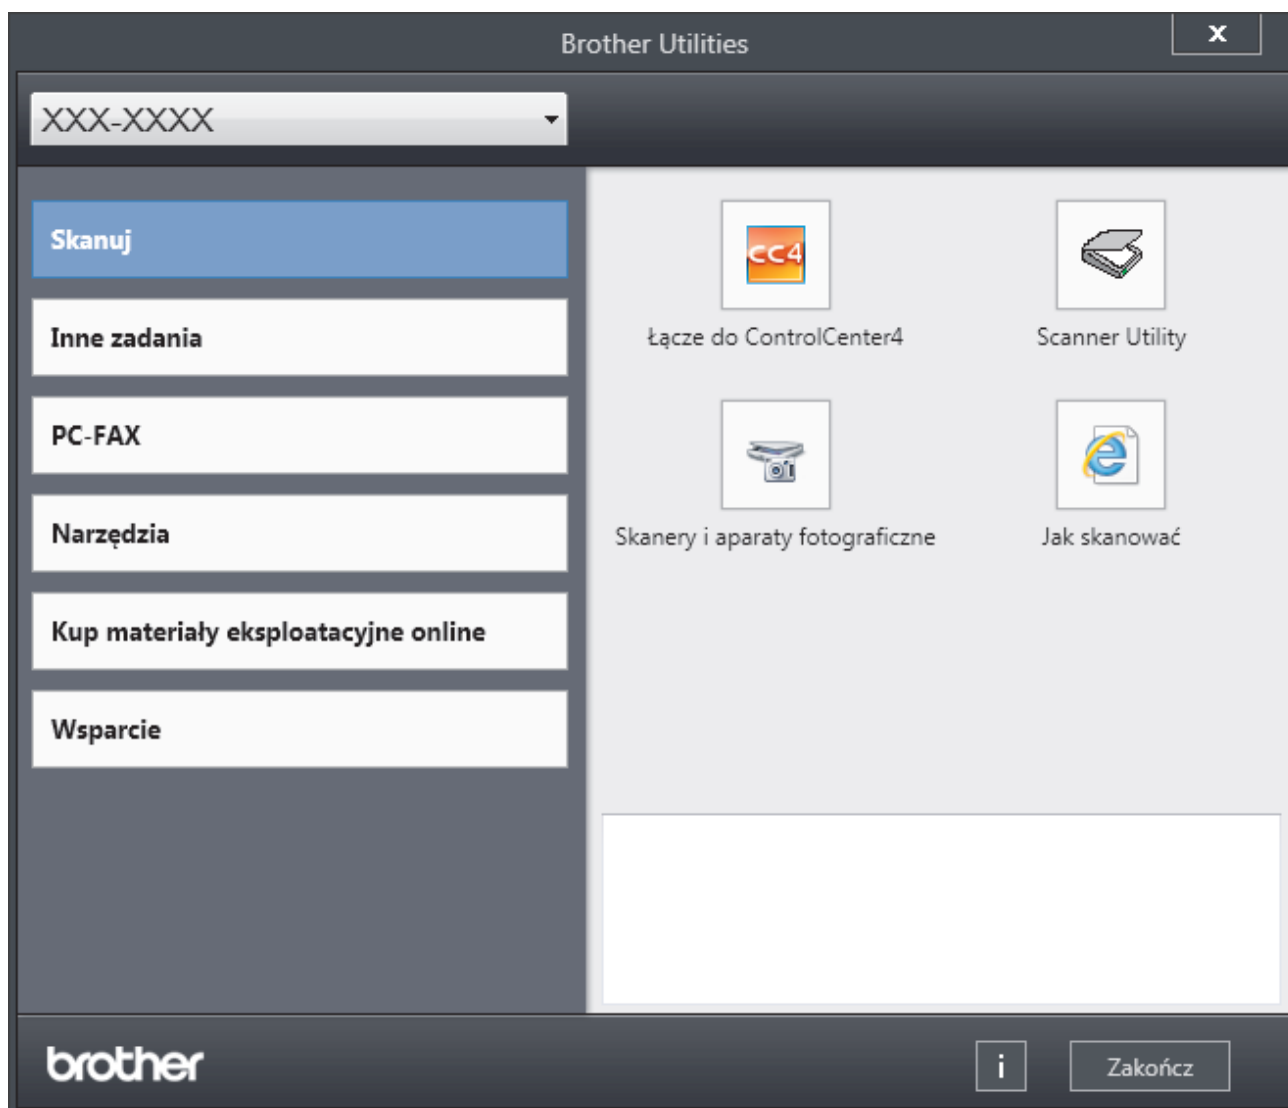 Brother Utilities
X
XXX-XXXX
Skanuj
Inne zadania
PC-FAX
Narzędzia
Kup materiały eksploatacyjne online
Wsparcie
CC4
Łącze do ControlCenter4
Scanner Utility
Skanery i aparaty fotograficzne
Jak skanować
brother
i
Zakończ